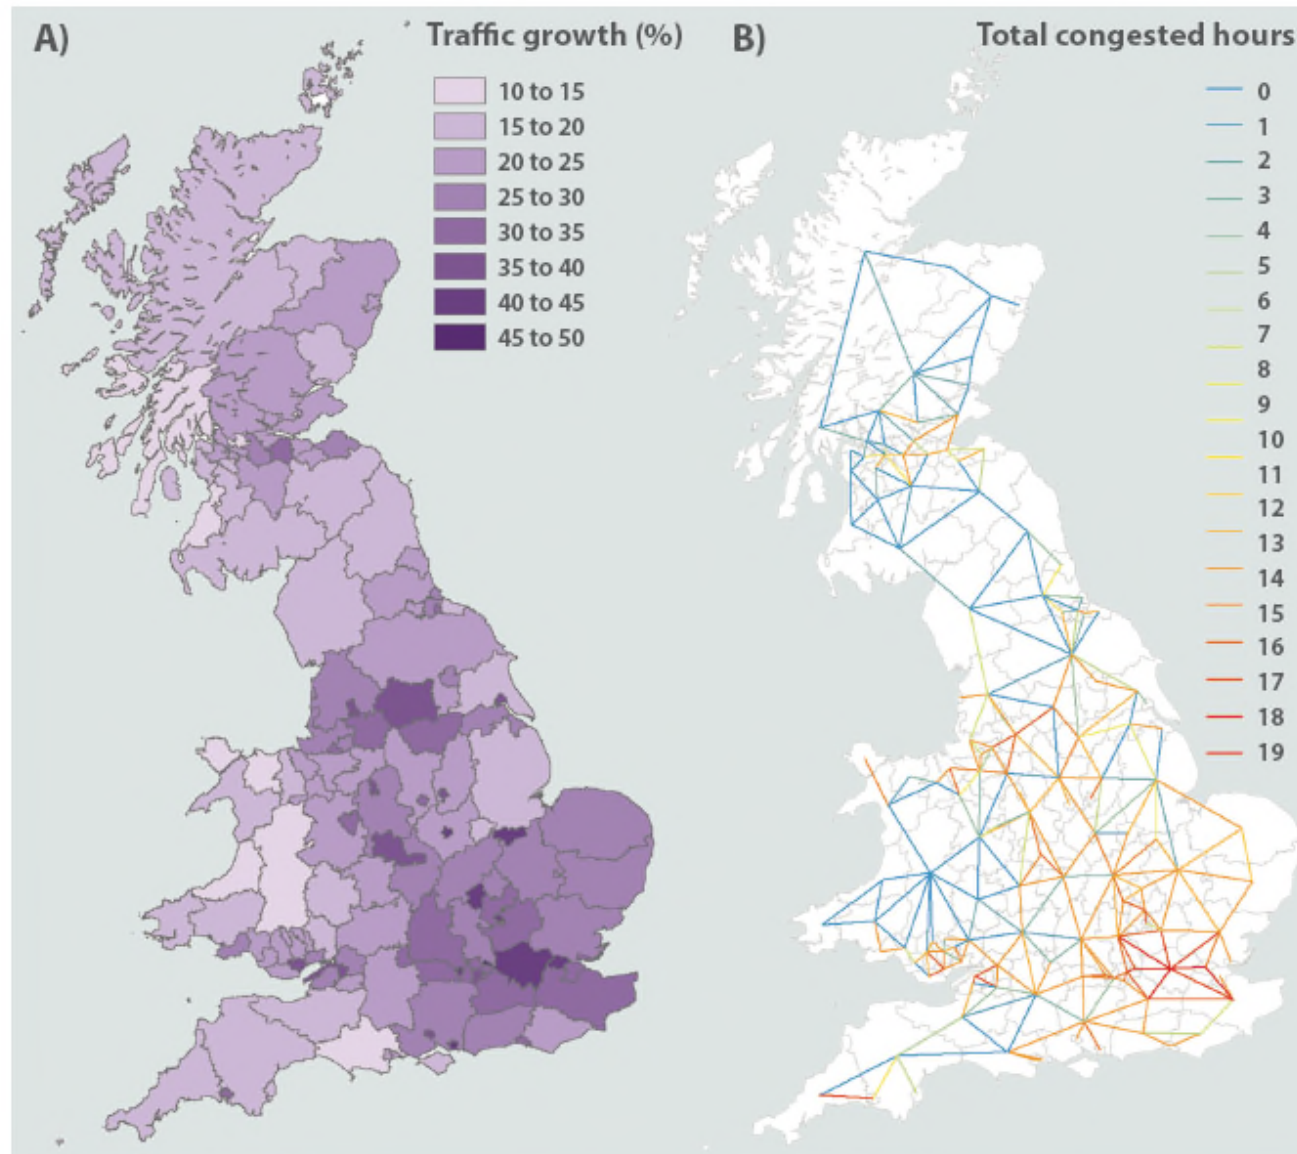 A)
Traffic growth (%)
10 to 15
15 to 20
20 to 25
25 to 30
30 to 35
35 to 40
40 to 45
45 to 50
B)
Total congested hours
0
1
2
3
4
5
6
7
8
9
10
11
12
13
14
15
16
17
18
19